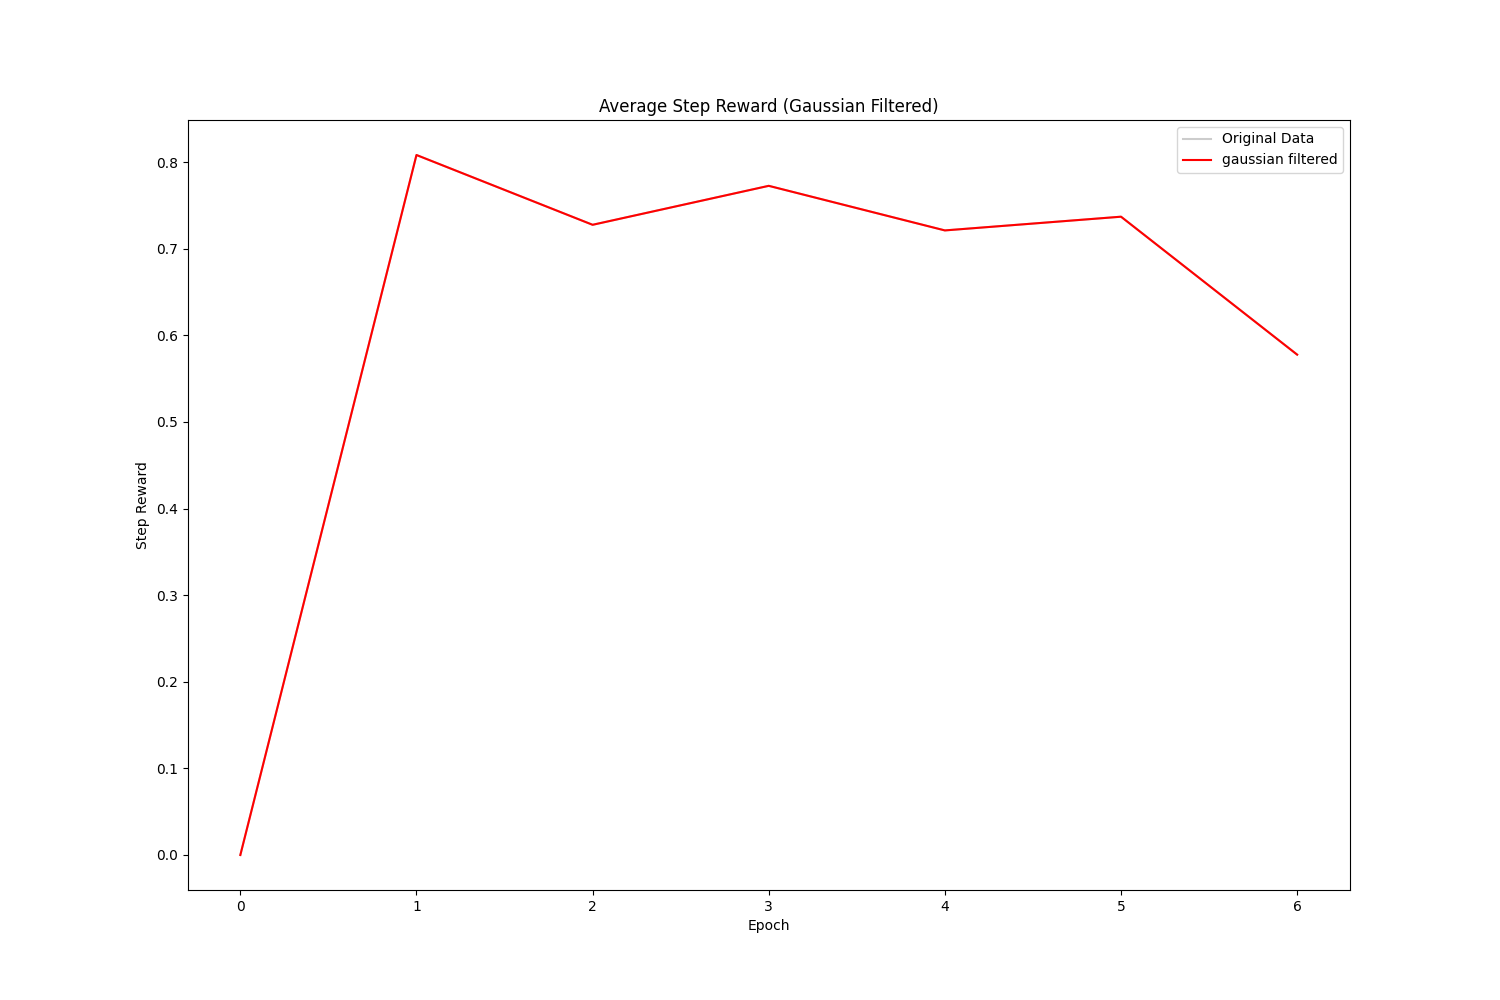 Average Step Reward (Gaussian Filtered)
Original Data
gaussian filtered
0.8
0.7
0.6
0.5
0.4
0.3
0.2
0.1
0.0
Step Reward
0 1 2 3 4 5 6
Epoch